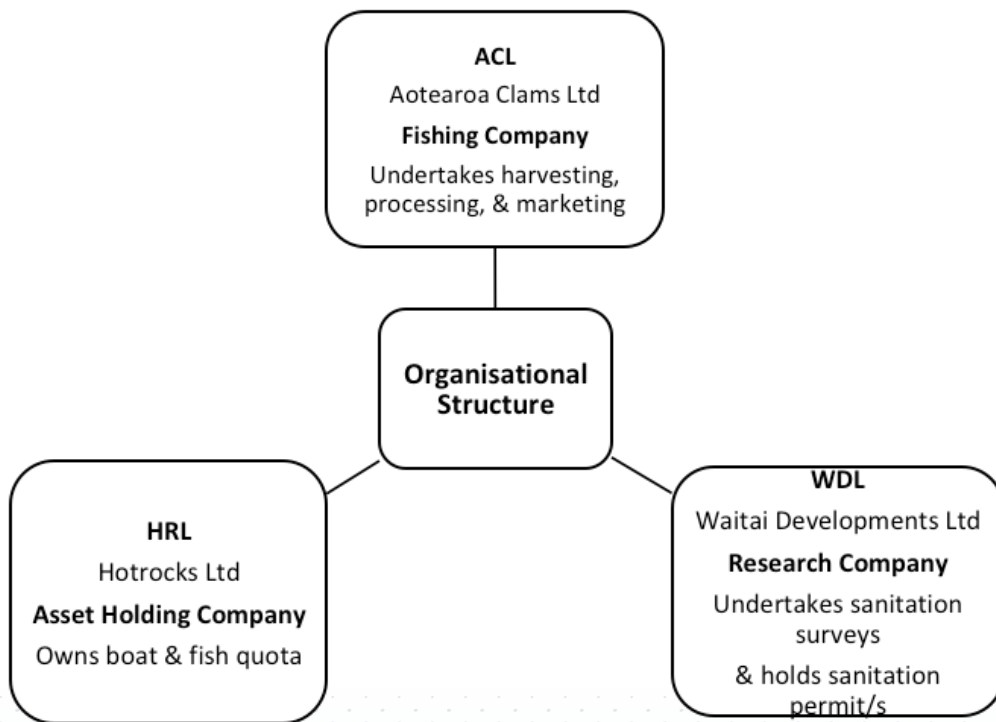 ACL
Aotearoa Clams Ltd
Fishing Company
Undertakes harvesting,
processing, & marketing
Organisational
Structure
HRL
Hotrocks Ltd
Asset Holding Company
Owns boat & fish quota
WDL
Waitai Developments Ltd
Research Company
Undertakes sanitation
surveys
& holds sanitation
permit/s